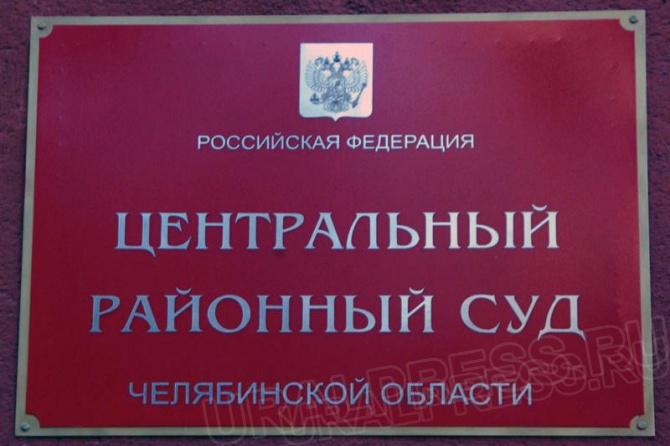 РОССИЙСКАЯ ФЕДЕРАЦИЯ
ЦЕНТРАЛЬНЫЙ
РАЙОННЫЙ СУД
ЧЕЛЯБИНСКОЙ ОБЛАСТИ
URALPRESS.RU